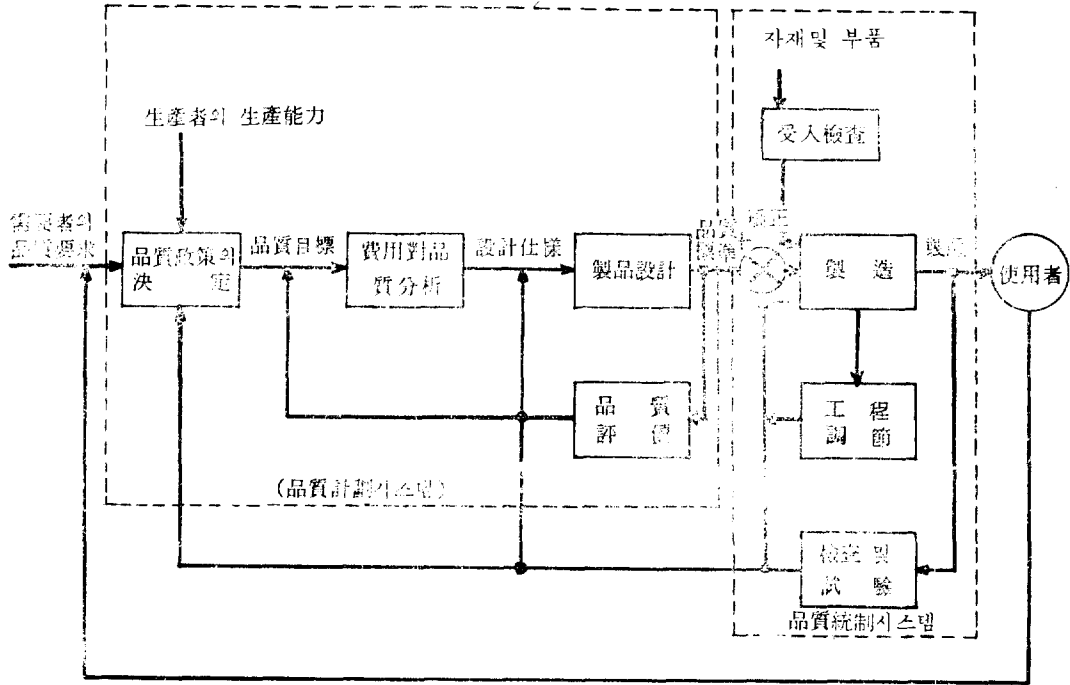 자재및 부품
生産者의 生産能力
受入檢査
需要者의
品質要求
品質政策의
決 定
品質目標
費用對品
質分析
設計仕樣
製品設計
品質
標準
矯正
製 造
使用者
品 質
評 價
工 程
調 節
(品質計劃시스템)
檢査 및
試 驗
品質統制시스템